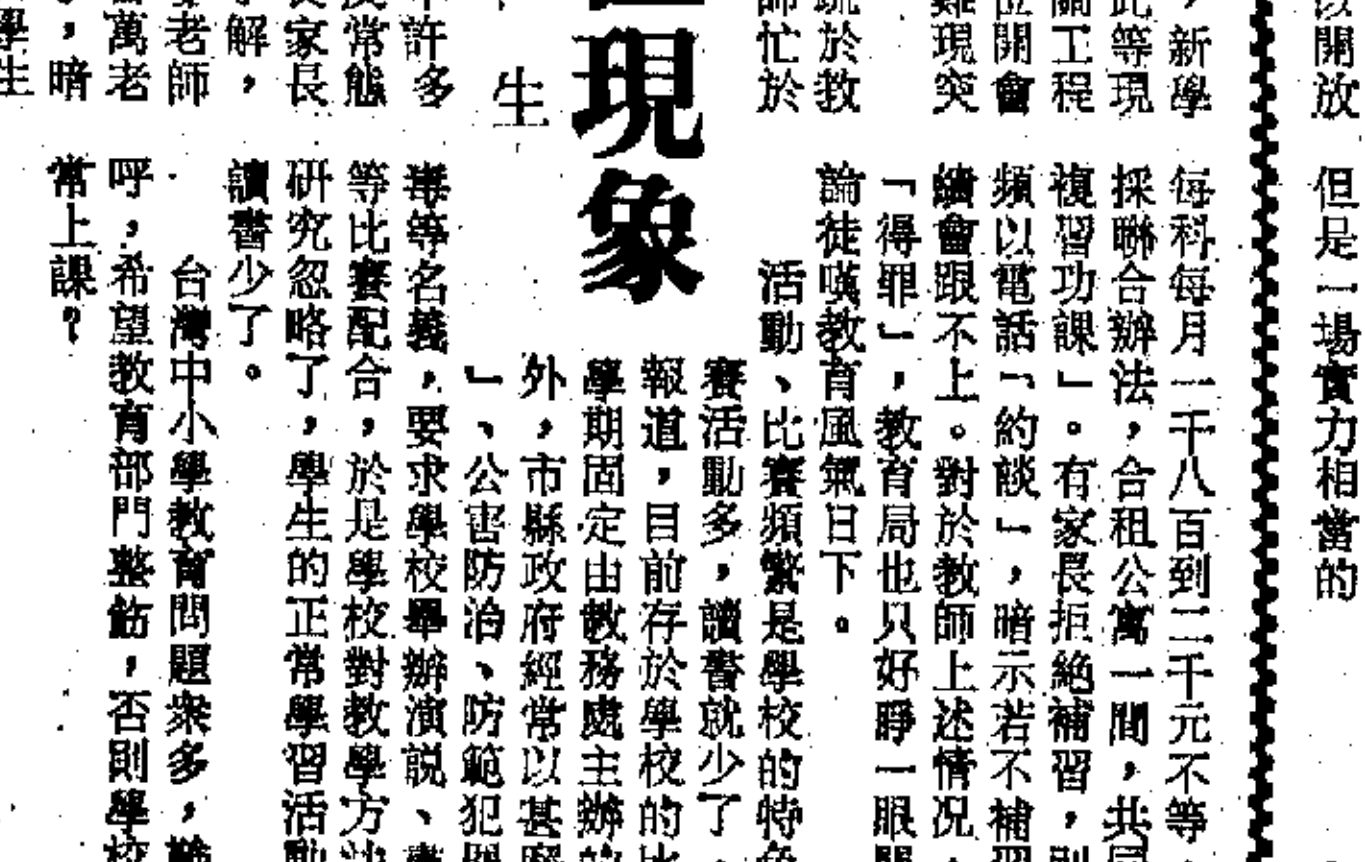 開放
但是一場實力相當的
，新學
此等現
關工程
位開會
雖現突
疏於教
師忙於
現象
生
許多
常態
家長
解，
老師
萬老
，暗
學生
每科每月一千八百到二千元不等，
採聯合辦法，合租公寓一間，共同
複習功課」。有家長拒絕補習，則
頻以電話「約談」，暗示若不補習
績會跟不上。對於教師上述情况，
「得罪」，教育局也只好睜一眼閉
論徒嘆教育風氣日下。
活動、比賽頻繁是學校的特色
賽活動多，讀書就少了，
報道，目前存於學校的比
學期固定由教務處主辦的
外，市縣政府經常以甚麼
」、公害防治、防範犯
毒等名義，要求學校舉辦演説、
等比賽配合，於是學校對教學方法
研究忽略了，學生的正常學習活動
讀書少了。
台灣中小學教育問題衆多，
呼，希望教育部門整飭，否則學校
常上課？